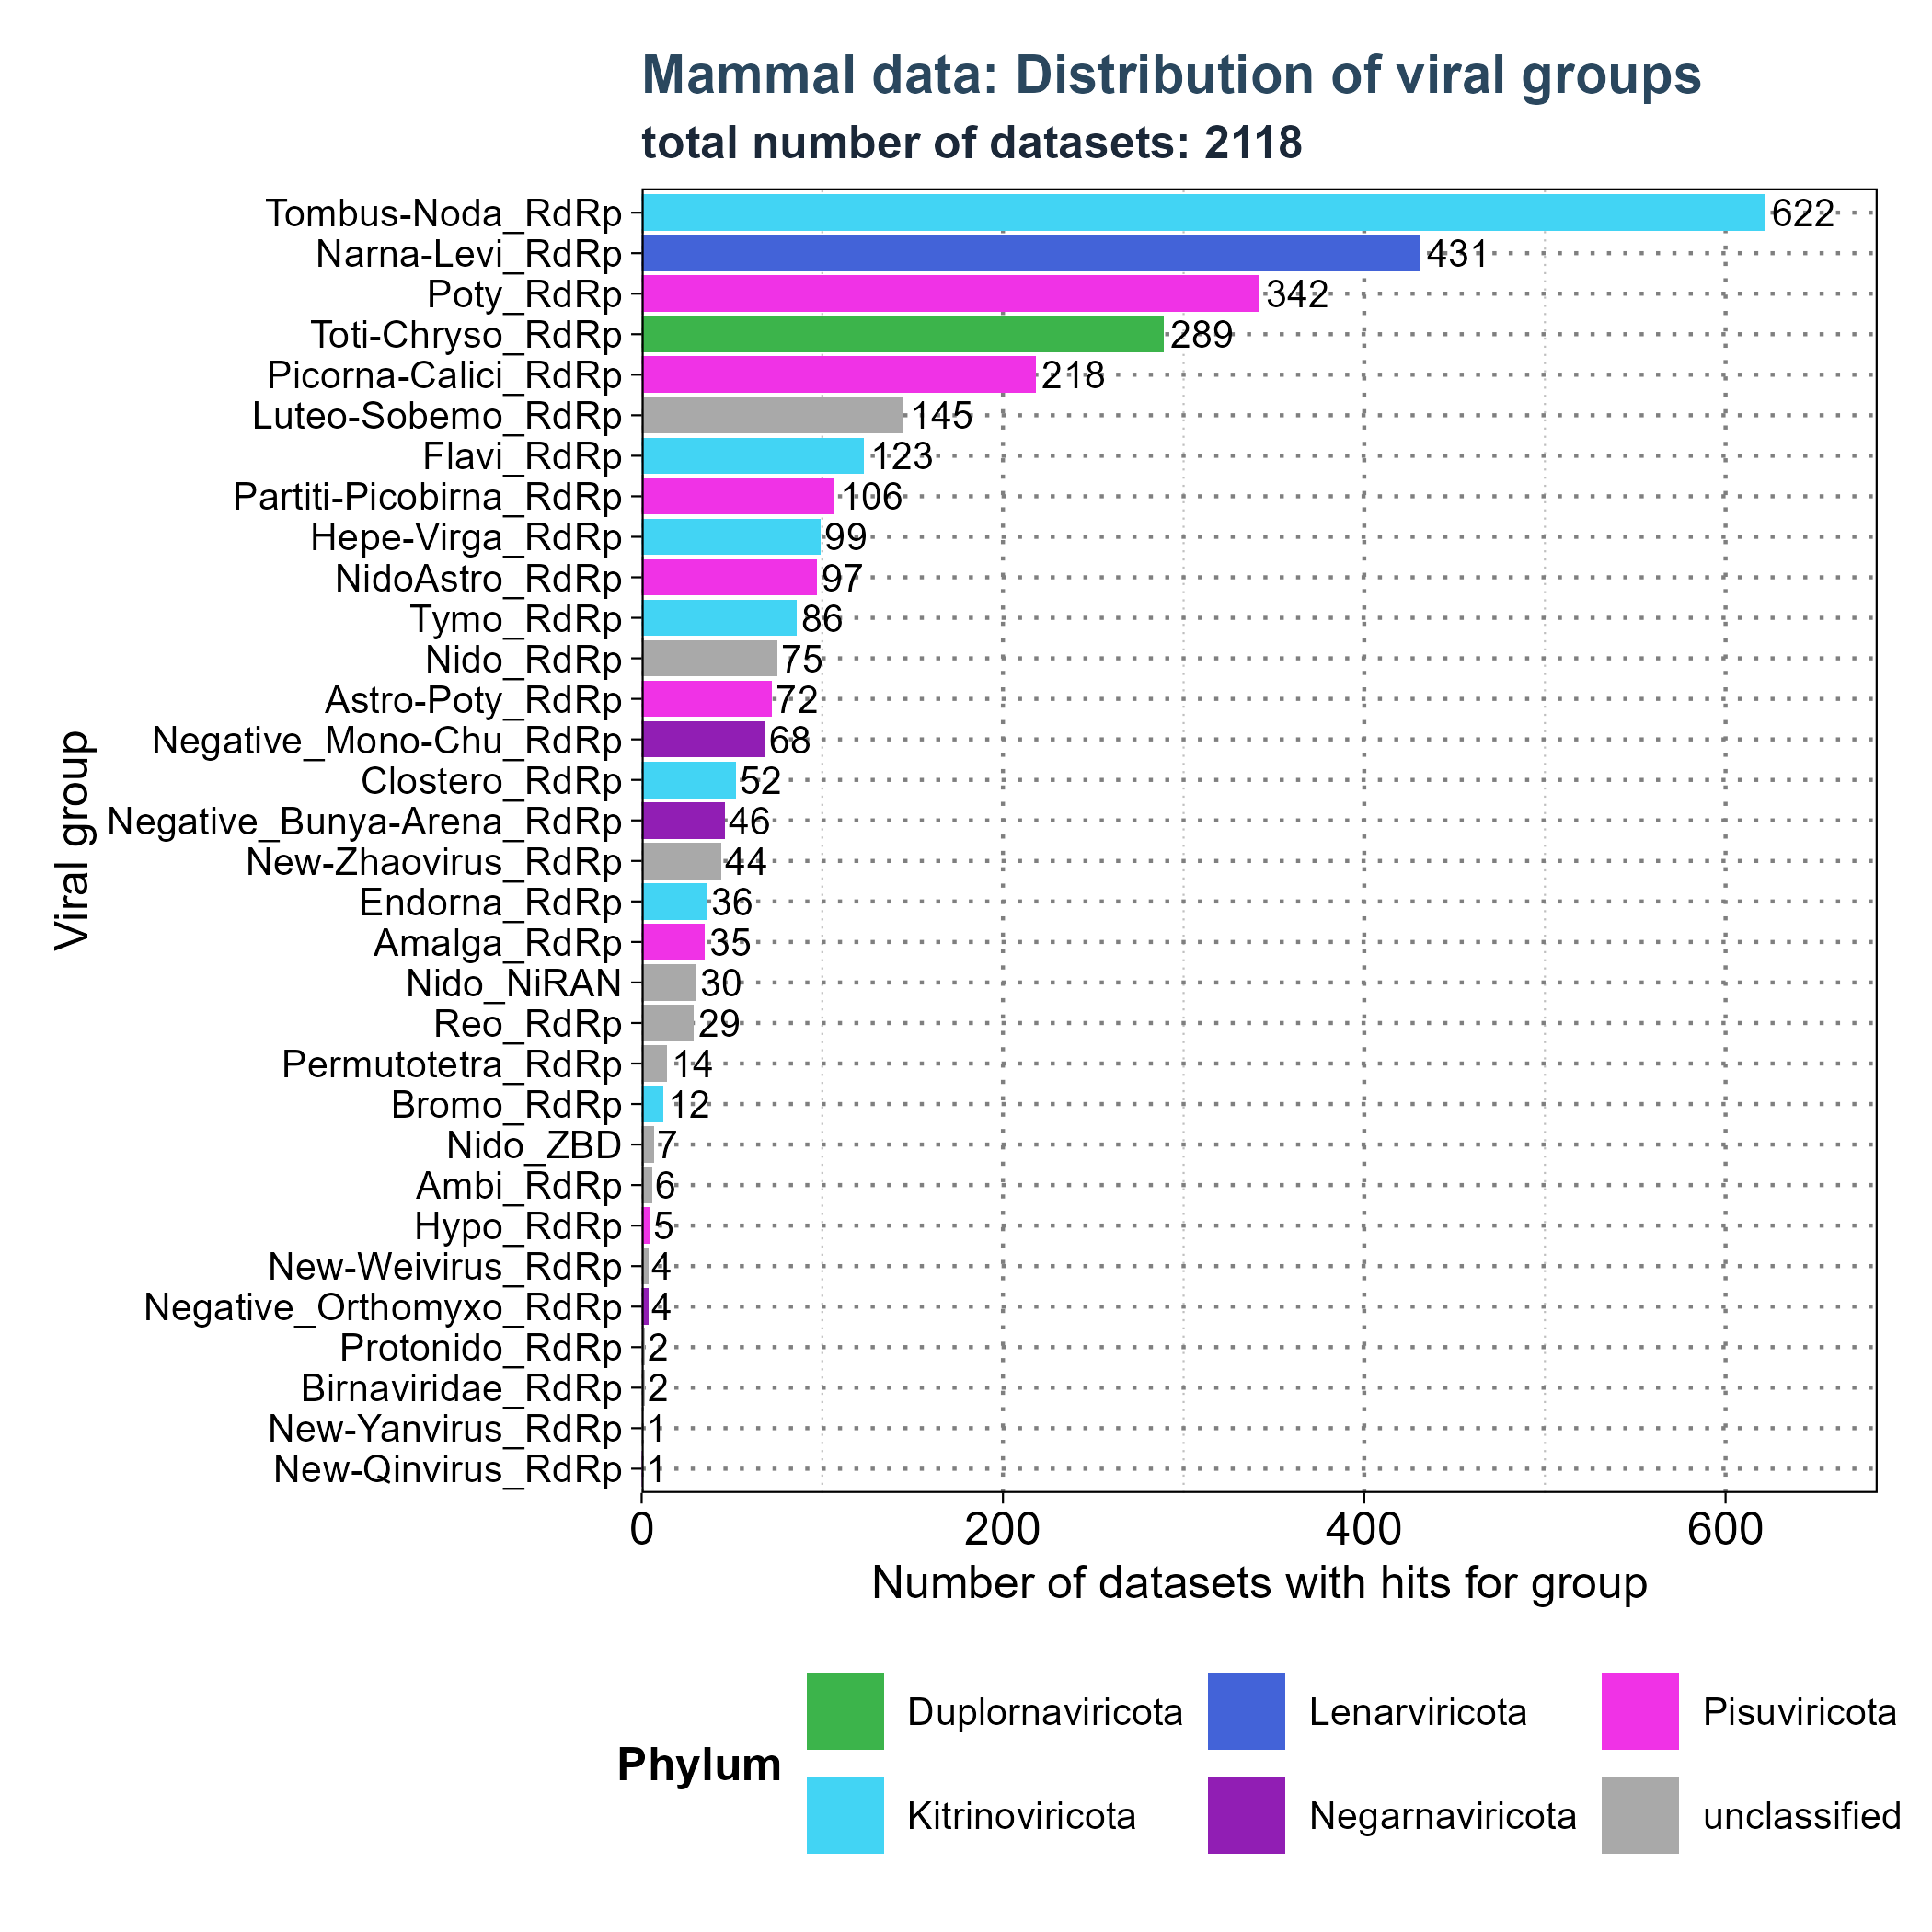 Mammal data: Distribution of viral groups
total number of datasets: 2118
Viral group
Tombus-Noda_RdRp 622
Narna-Levi_RdRp 431
Poty_RdRp 342
Toti-Chryso_RdRp 289
Picorna-Calici_RdRp 218
Luteo-Sobemo_RdRp 145
Flavi_RdRp 123
Partiti-Picobirna_RdRp 106
Hepe-Virga_RdRp 99
NidoAstro_RdRp 97
Tymo_RdRp 86
Nido_RdRp 75
Astro-Poty_RdRp 72
Negative_Mono-Chu_RdRp 68
Clostero_RdRp 52
Negative_Bunya-Arena_RdRp 46
New-Zhaovirus_RdRp 44
Endorna_RdRp 36
Amalga_RdRp 35
Nido_NiRAN 30
Reo_RdRp 29
Permutotetra_RdRp 14
Bromo_RdRp 12
Nido_ZBD 7
Ambi_RdRp 6
Hypo_RdRp 5
New-Weivirus_RdRp 4
Negative_Orthomyxo_RdRp 4
Protonido_RdRp 2
Birnaviridae_RdRp 2
New-Yanvirus_RdRp 1
New-Qinvirus_RdRp 1
0 200 400 600
Number of datasets with hits for group
Phylum
Duplornaviricota Lenarviricota Pisuviricota
Kitrinoviricota Negarnaviricota unclassified